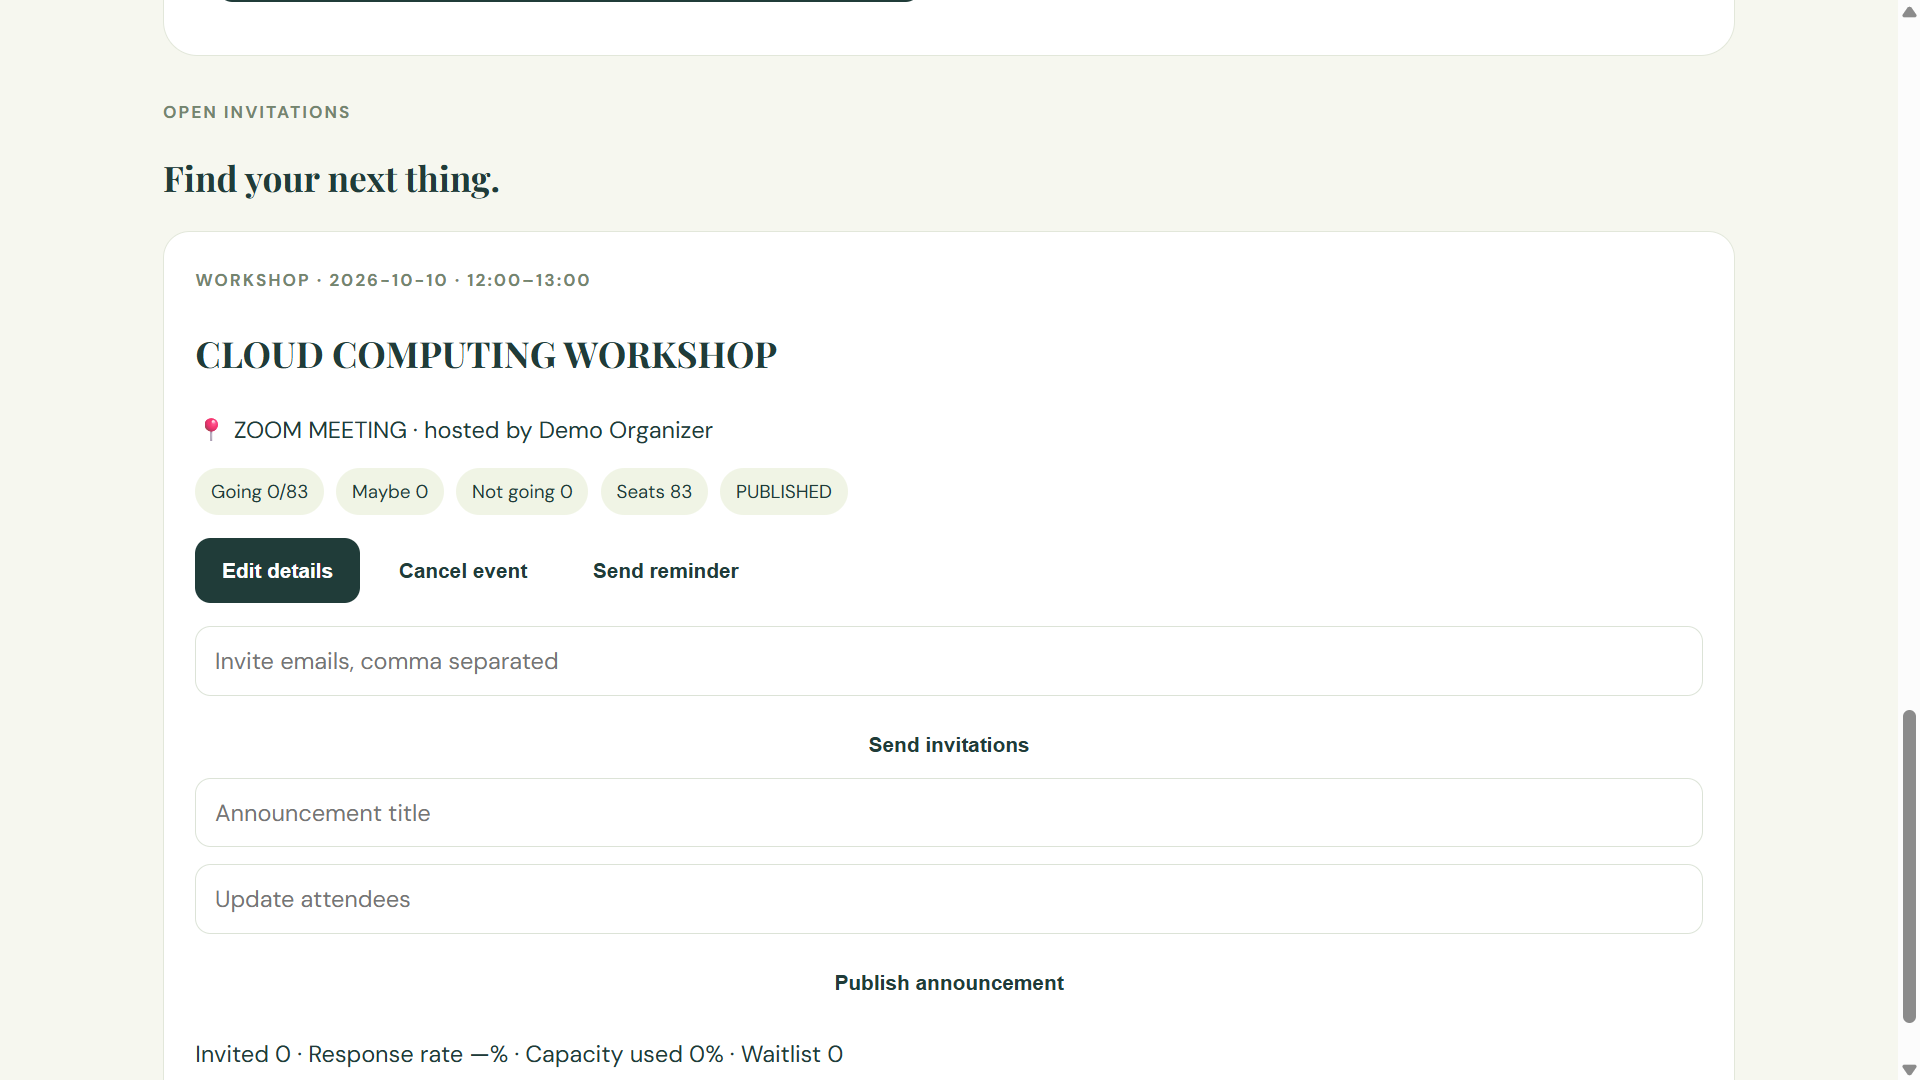 OPEN INVITATIONS
Find your next thing.
WORKSHOP · 2026-10-10 · 12:00–13:00
CLOUD COMPUTING WORKSHOP
📍 ZOOM MEETING · hosted by Demo Organizer
Going 0/83 Maybe 0 Not going 0 Seats 83 PUBLISHED
Edit details Cancel event Send reminder
Invite emails, comma separated
Send invitations
Announcement title
Update attendees
Publish announcement
Invited 0 · Response rate —% · Capacity used 0% · Waitlist 0